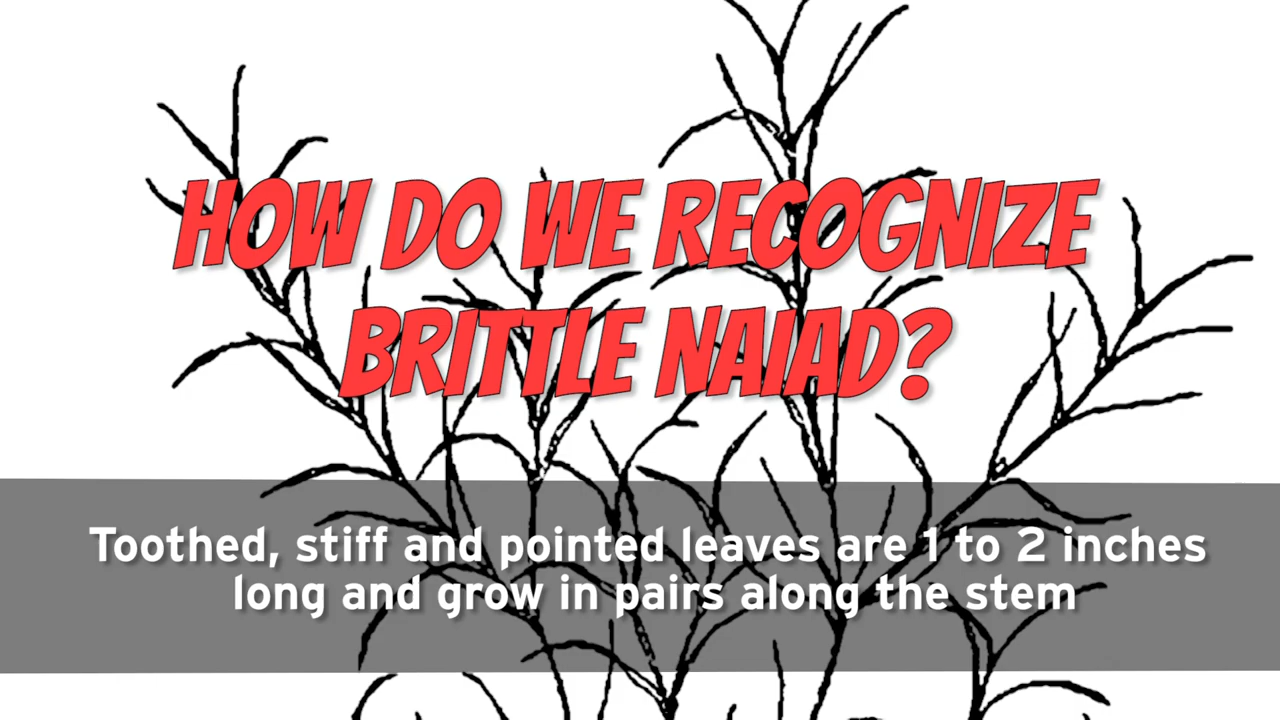 HOW DO WE RECOGNIZE
BRITTLE NAIAD?
Toothed, stiff and pointed leaves are 1 to 2 inches
long and grow in pairs along the stem